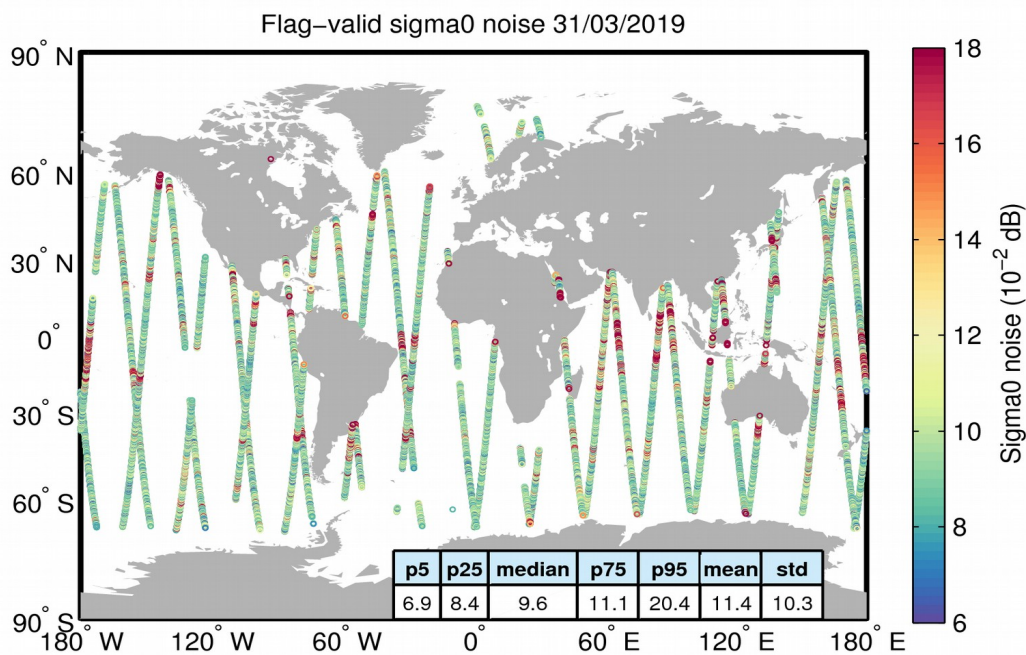 Flag−valid sigma0 noise 31/03/2019
90° N
60° N
30° N
0°
30° S
60° S
90° S
180° W
120° W
60° W
0°
60° E
120° E
180° E
p5 p25 median p75 p95 mean std
6.9 8.4 9.6 11.1 20.4 11.4 10.3
18
16
14
12
10
8
6
Sigma0 noise (10⁻² dB)